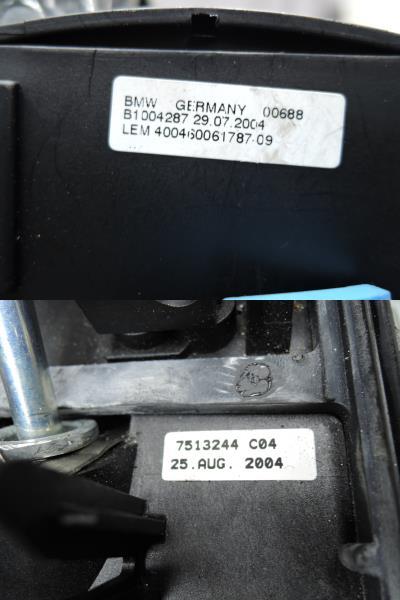 BMW GERMANY 00688
B1004287 29.07.2004
LEM 400460061787-09
7513244 C04
25.AUG. 2004